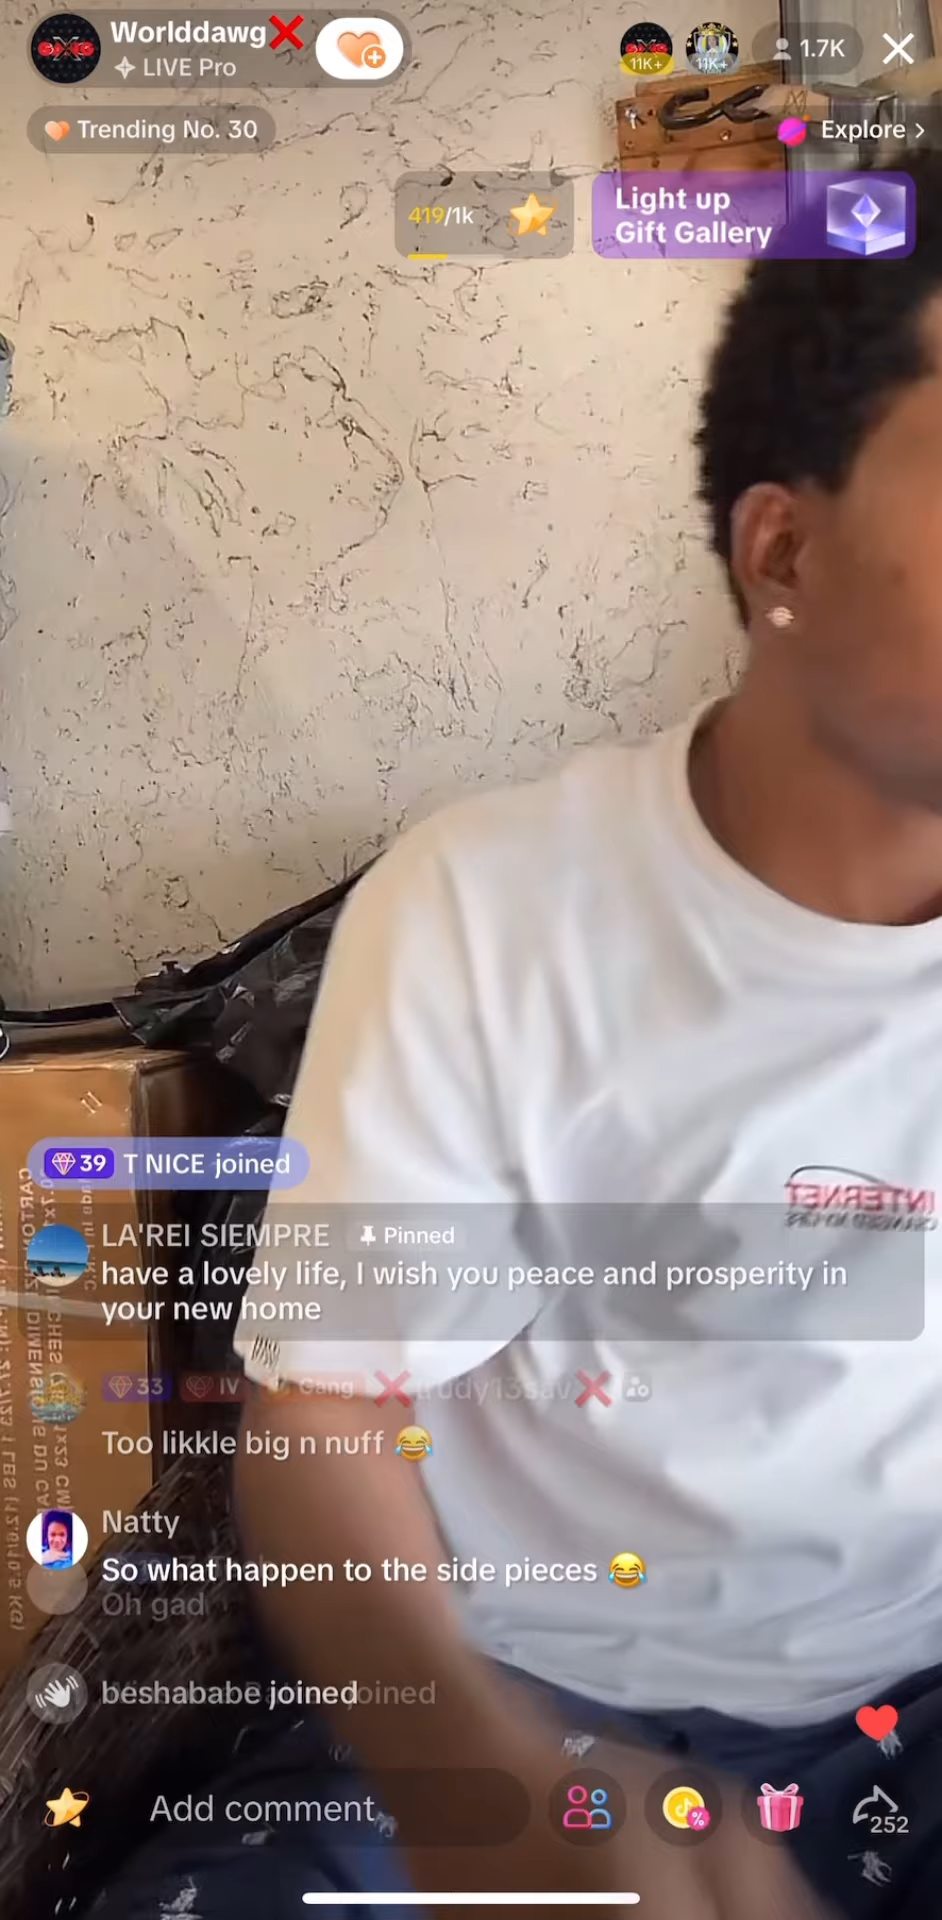 Worlddawg❌
LIVE Pro
11K+
11K+
1.7K
Trending No. 30
Explore >
419/1k
Light up
Gift Gallery
INTERNET
39 T NICE joined
LA'REI SIEMPRE Pinned
have a lovely life, I wish you peace and prosperity in
your new home
33 IV Gang ❌trudy13sav❌
Too likkle big n nuff 😂
Natty
So what happen to the side pieces 😂
Oh gad
beshababe joined
Add comment
252